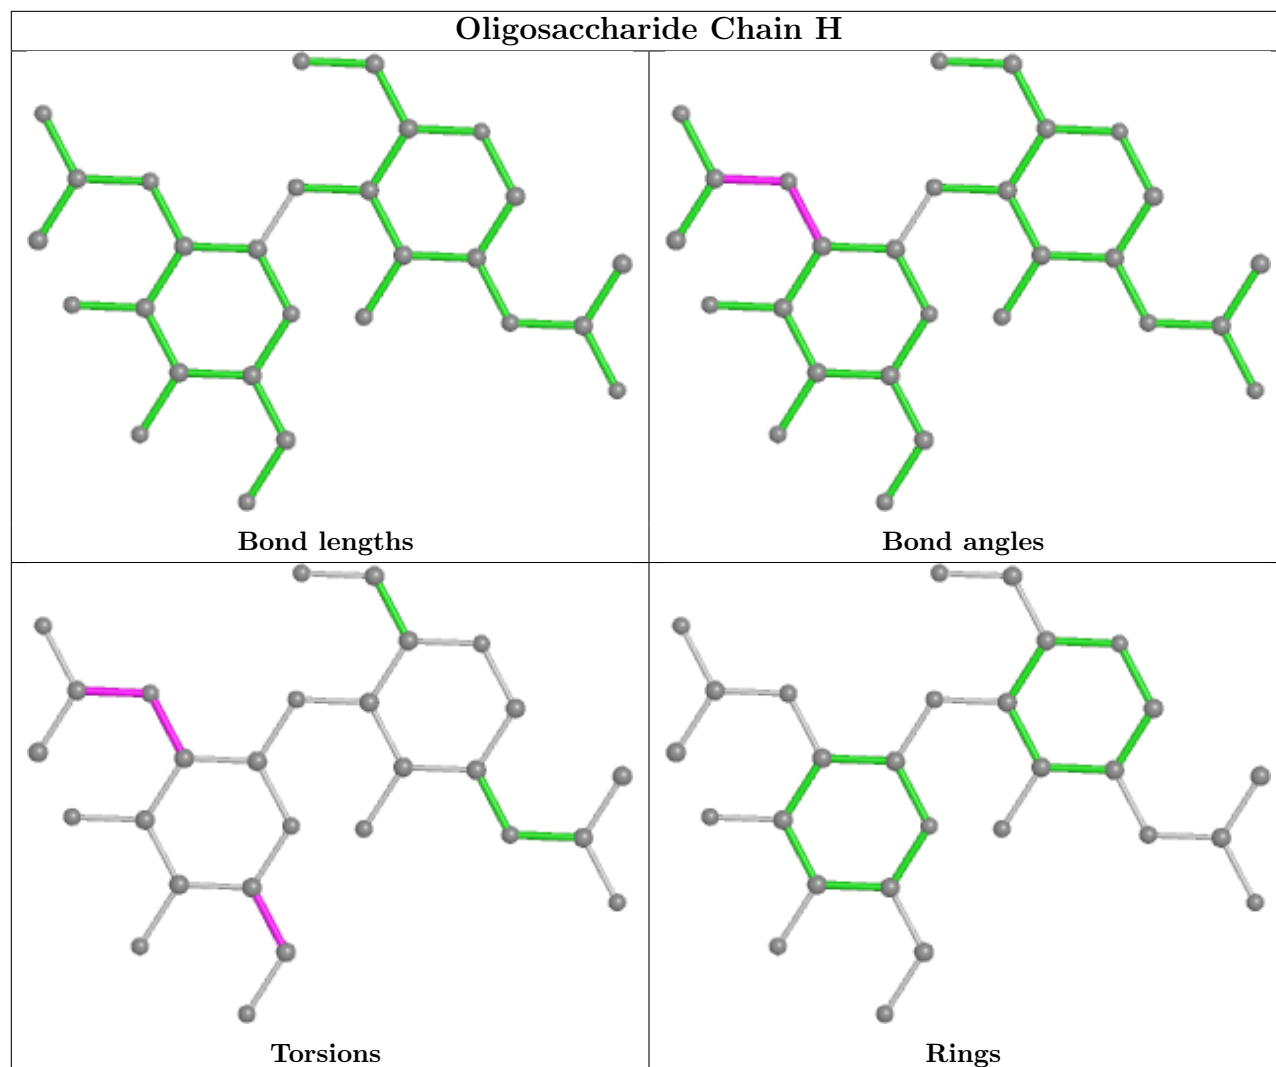 Oligosaccharide Chain H
Bond lengths
Bond angles
Torsions
Rings